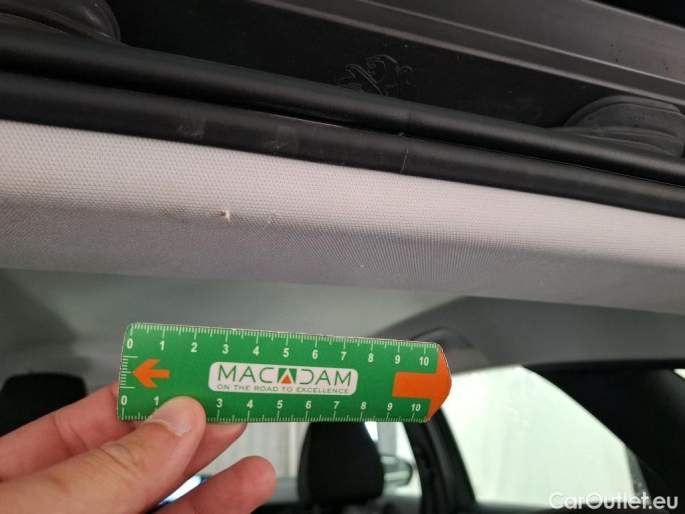 0 1 2 3 4 5 6 7 8 9 10
MACADAM
ON THE ROAD TO EXCELLENCE
0 1 3 4 5 6 7 8 9 10
CarOutlet.eu